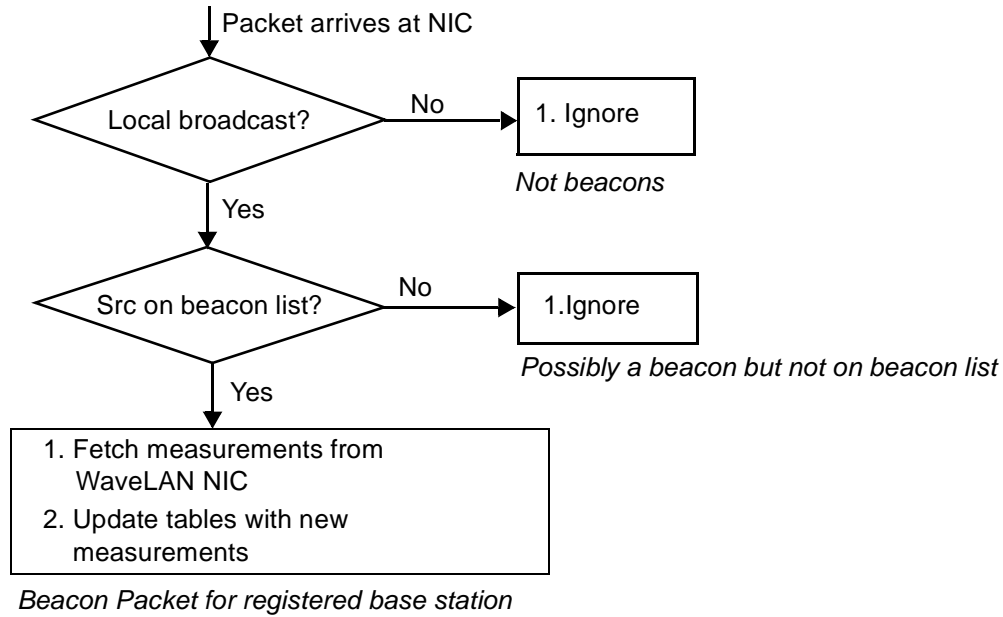 Packet arrives at NIC
Local broadcast?
No
1. Ignore
Not beacons
Yes
Src on beacon list?
No
1.Ignore
Possibly a beacon but not on beacon list
Yes
1. Fetch measurements from
WaveLAN NIC
2. Update tables with new
measurements
Beacon Packet for registered base station